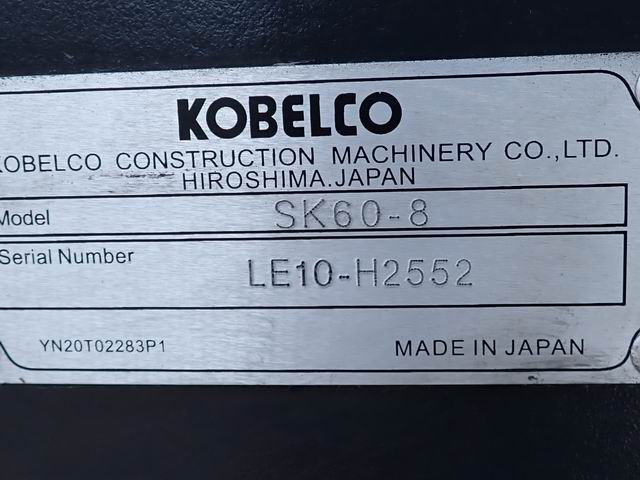 KOBELCO
KOBELCO CONSTRUCTION MACHINERY CO.,LTD.
HIROSHIMA.JAPAN
Model SK60-8
Serial Number LE10-H2552
YN20T02283P1 MADE IN JAPAN